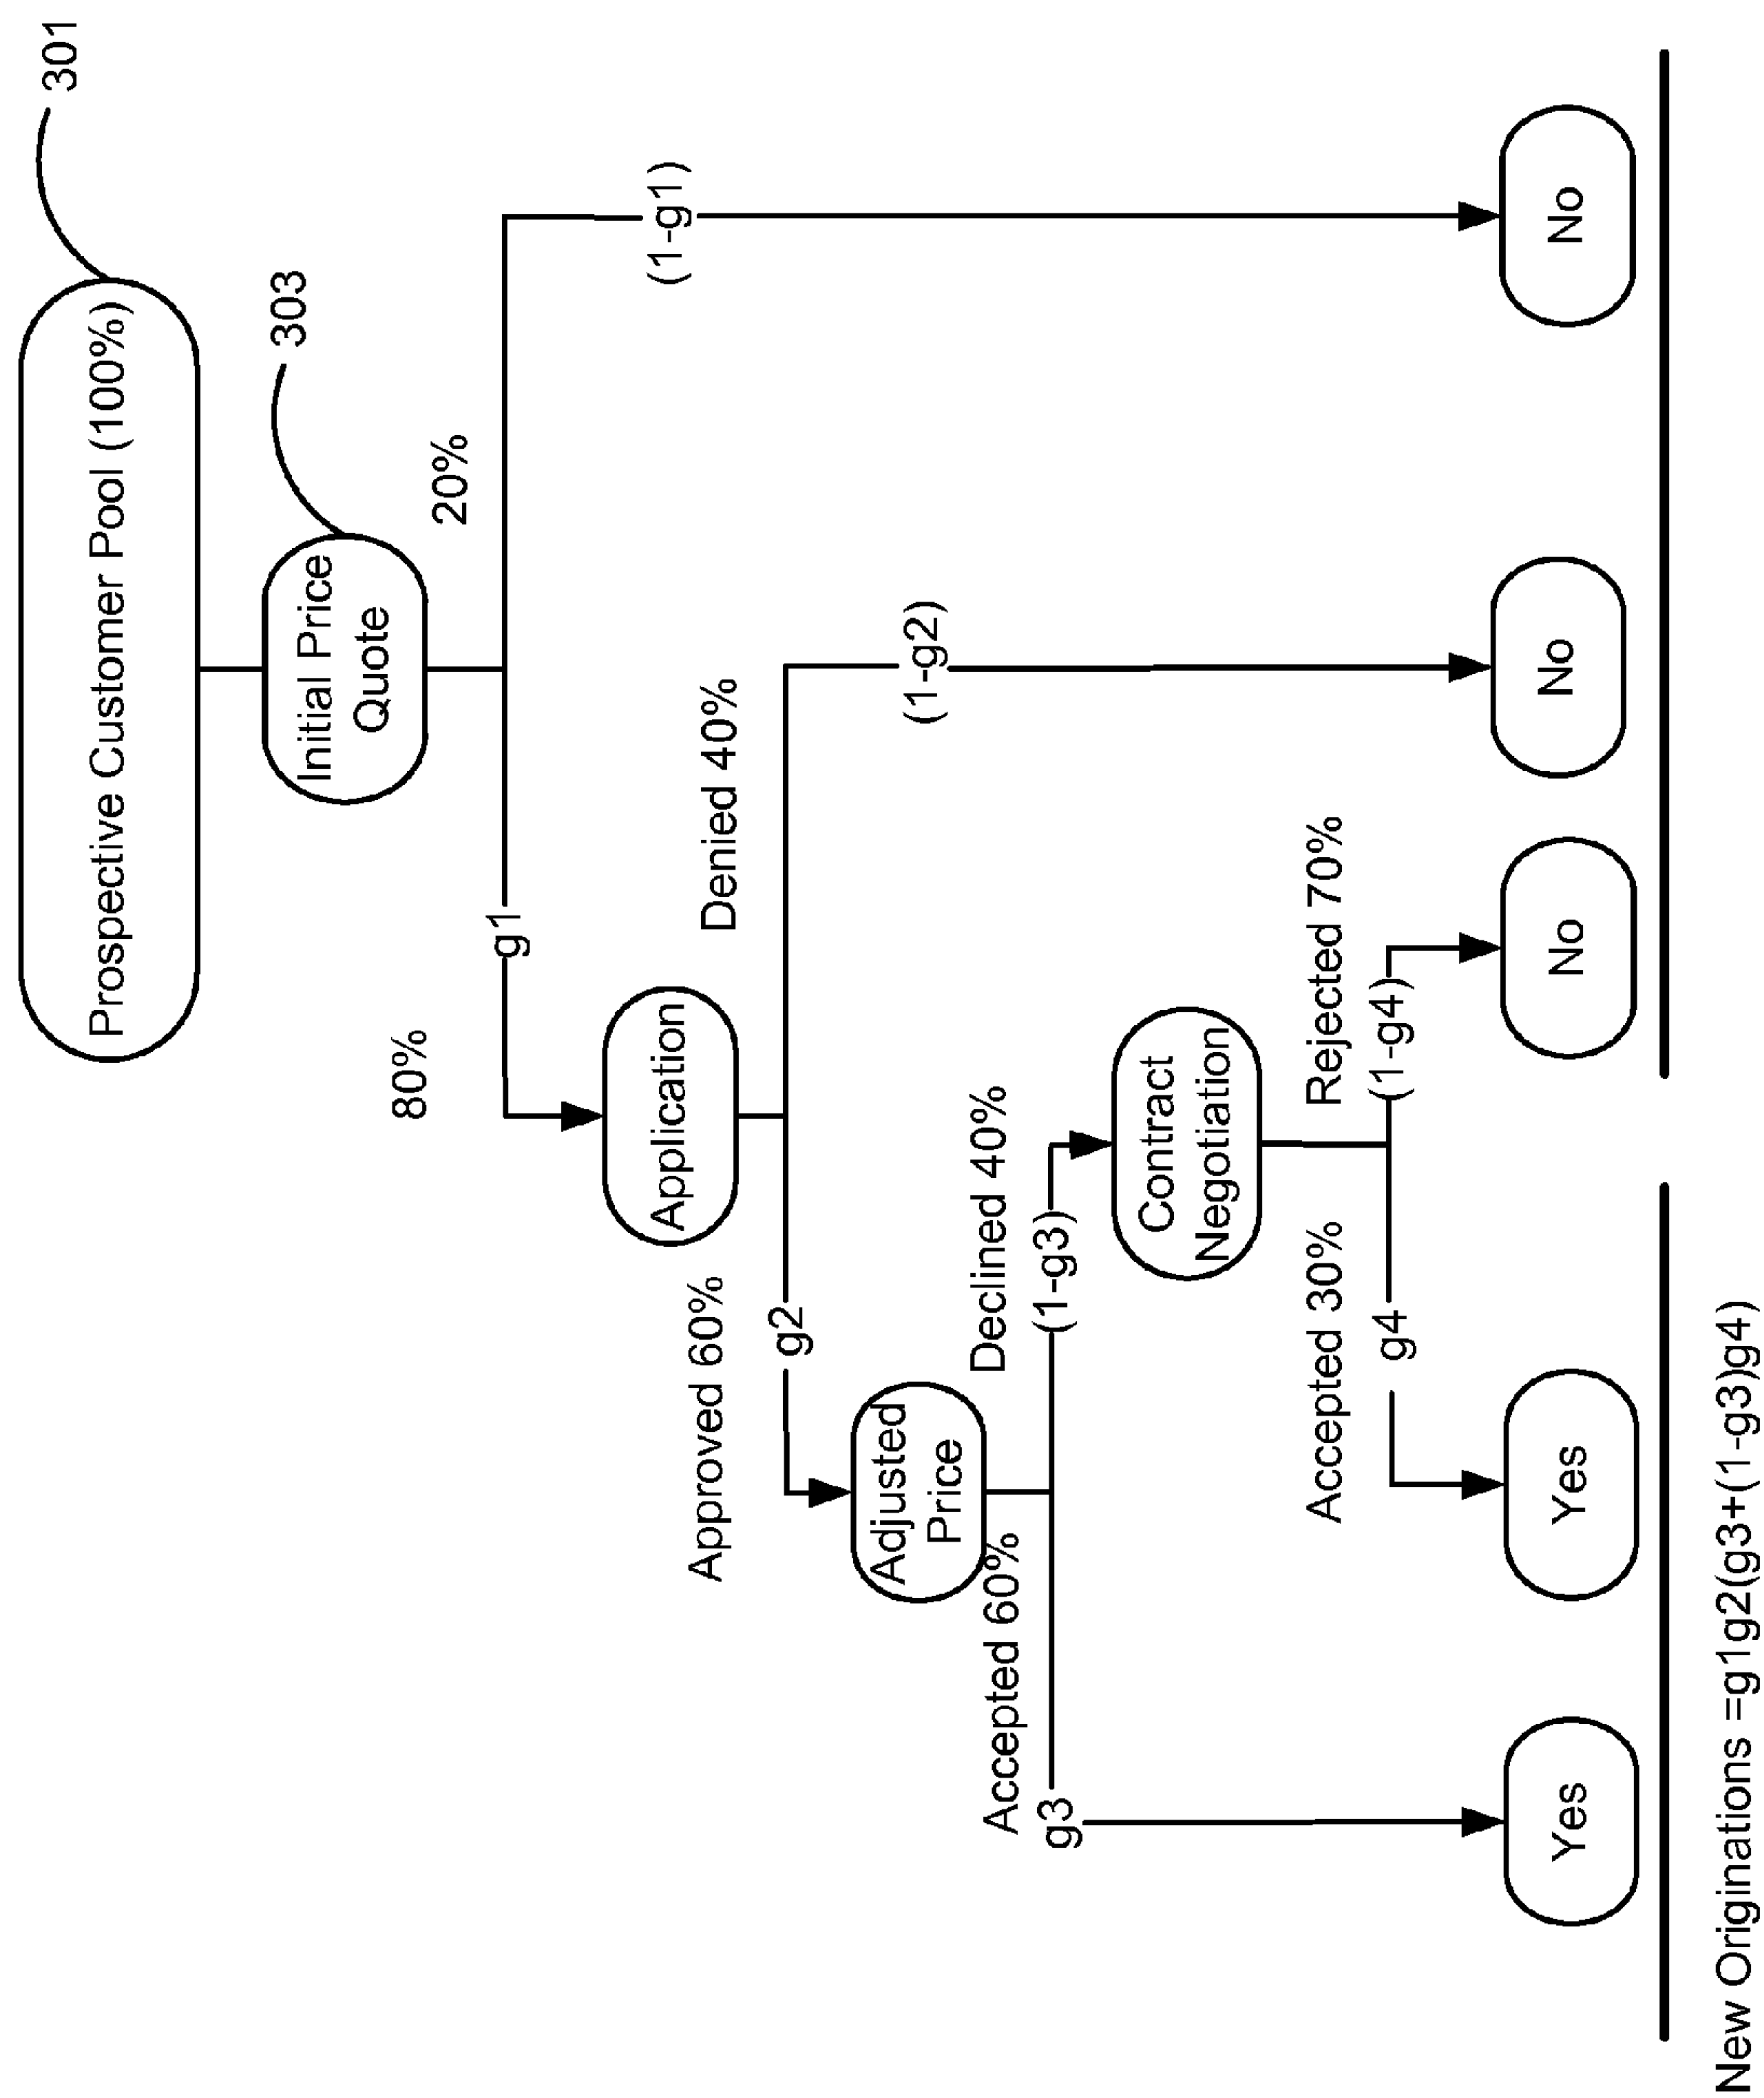 301
Prospective Customer Pool (100%)
303
Initial Price
Quote
80%
20%
g1
(1-g1)
Application
Approved 60%
Denied 40%
g2
(1-g2)
Adjusted
Price
Accepted 60%
Declined 40%
g3
(1-g3)
Contract
Negotiation
Accepted 30%
Rejected 70%
g4
(1-g4)
Yes
Yes
No
No
No
New Originations =g1g2(g3+(1-g3)g4)